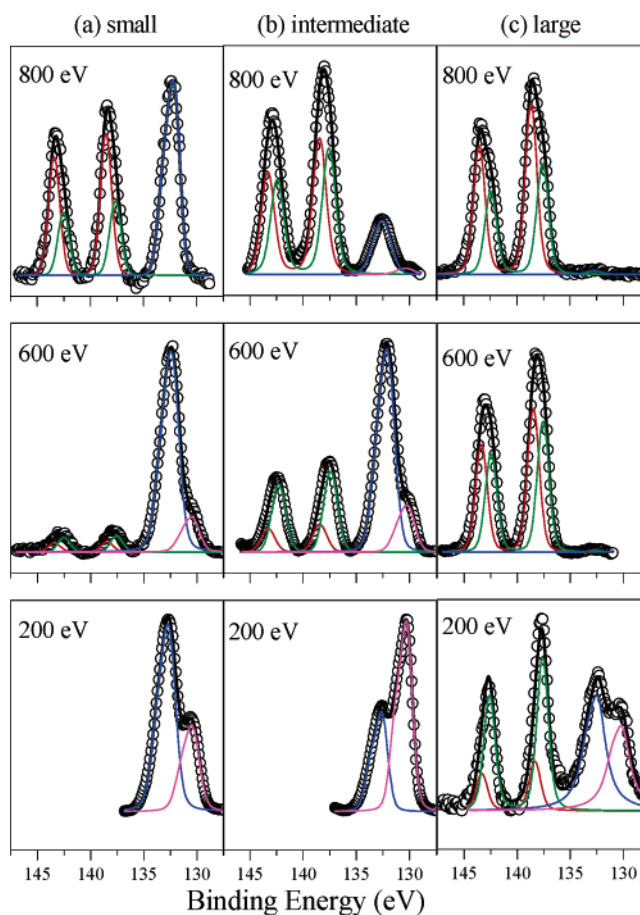 (a) small (b) intermediate (c) large
800 eV 800 eV 800 eV
600 eV 600 eV 600 eV
200 eV 200 eV 200 eV
145 140 135 130 145 140 135 130 145 140 135 130
Binding Energy (eV)